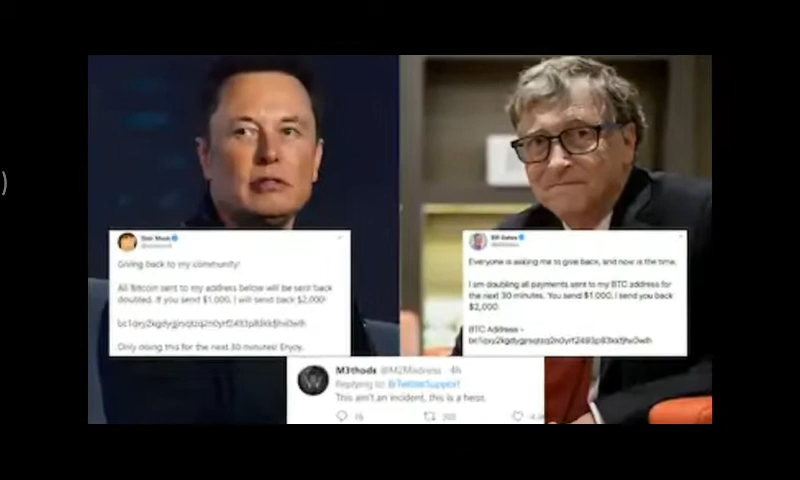 )
Elon Musk
Giving back to my community!
All Bitcoin sent to my address below will be sent back
doubled. If you send $1,000, I will send back $2,000!
Only doing this for the next 30 minutes! Enjoy.
Bill Gates
Everyone is asking me to give back, and now is the time.
I am doubling all payments sent to my BTC address for
the next 30 minutes. You send $1,000, I send you back
$2,000.
BTC Address -
M3thods @M2Madness 4h
Replying to @TwitterSupport
This ain't an incident, this is a heist.